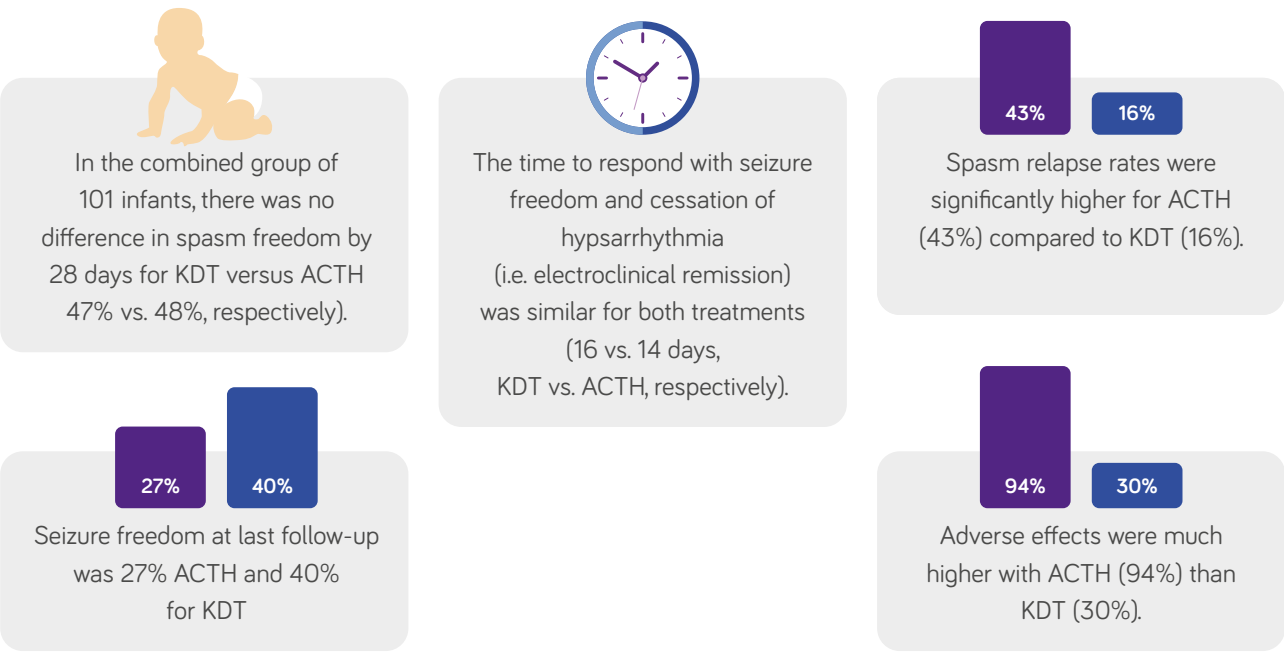 In the combined group of
101 infants, there was no
difference in spasm freedom by
28 days for KDT versus ACTH
47% vs. 48%, respectively).
The time to respond with seizure
freedom and cessation of
hypsarrhythmia
(i.e. electroclinical remission)
was similar for both treatments
(16 vs. 14 days,
KDT vs. ACTH, respectively).
43% 16%
Spasm relapse rates were
significantly higher for ACTH
(43%) compared to KDT (16%).
27% 40%
Seizure freedom at last follow-up
was 27% ACTH and 40%
for KDT
94% 30%
Adverse effects were much
higher with ACTH (94%) than
KDT (30%).